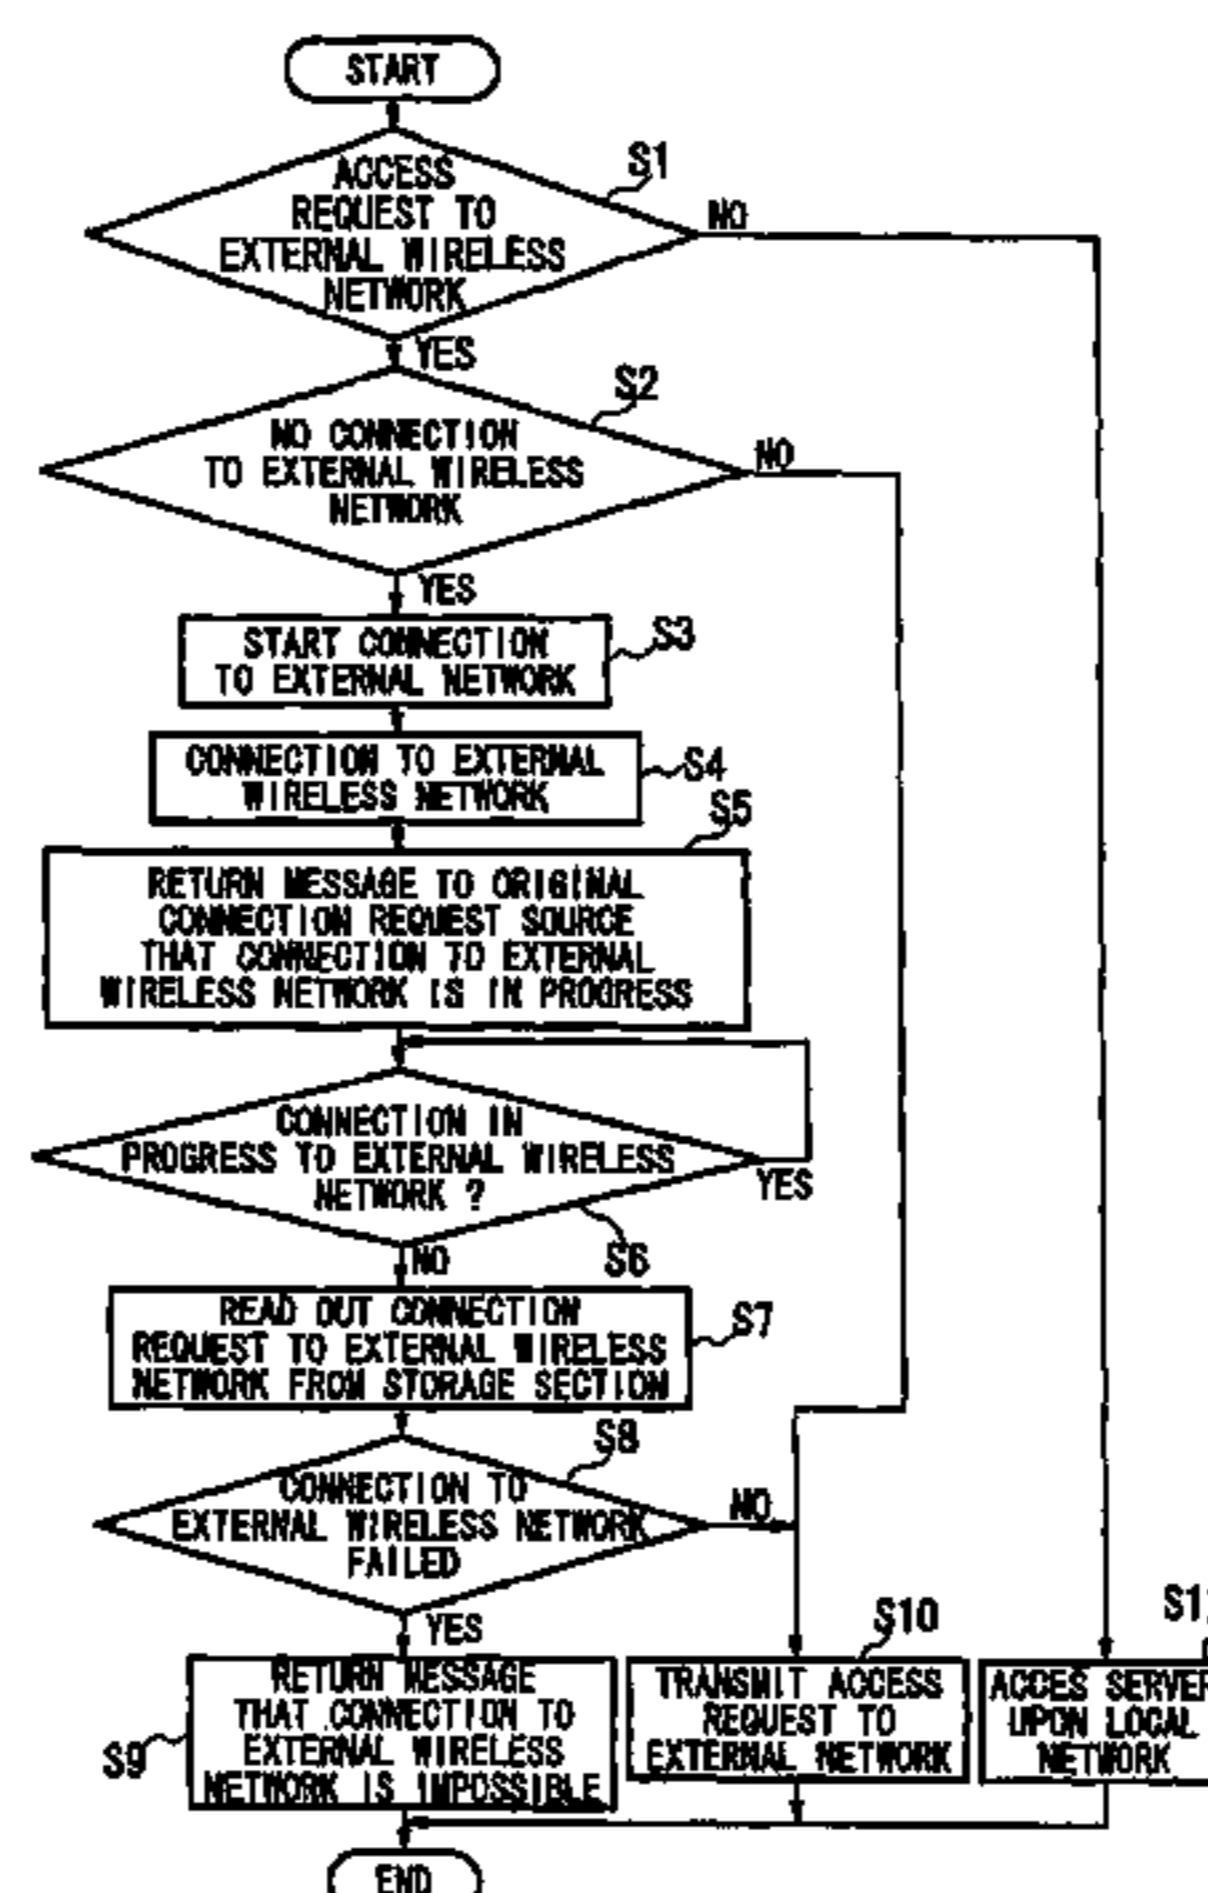 START
ACCESS
REQUEST TO
EXTERNAL WIRELESS
NETWORK
S1
NO
YES
S2
NO CONNECTION
TO EXTERNAL WIRELESS
NETWORK
NO
YES
START CONNECTION
TO EXTERNAL NETWORK
S3
CONNECTION TO EXTERNAL
WIRELESS NETWORK
S4
S5
RETURN MESSAGE TO ORIGINAL
CONNECTION REQUEST SOURCE
THAT CONNECTION TO EXTERNAL
WIRELESS NETWORK IS IN PROGRESS
CONNECTION IN
PROGRESS TO EXTERNAL WIRELESS
NETWORK ?
YES
S6
NO
READ OUT CONNECTION
REQUEST TO EXTERNAL WIRELESS
NETWORK FROM STORAGE SECTION
S7
S8
CONNECTION TO
EXTERNAL WIRELESS NETWORK
FAILED
NO
YES
RETURN MESSAGE
THAT CONNECTION TO
EXTERNAL WIRELESS
NETWORK IS IMPOSSIBLE
S9
S10
TRANSMIT ACCESS
REQUEST TO
EXTERNAL NETWORK
ACCES SERVER
UPON LOCAL
NETWORK
END